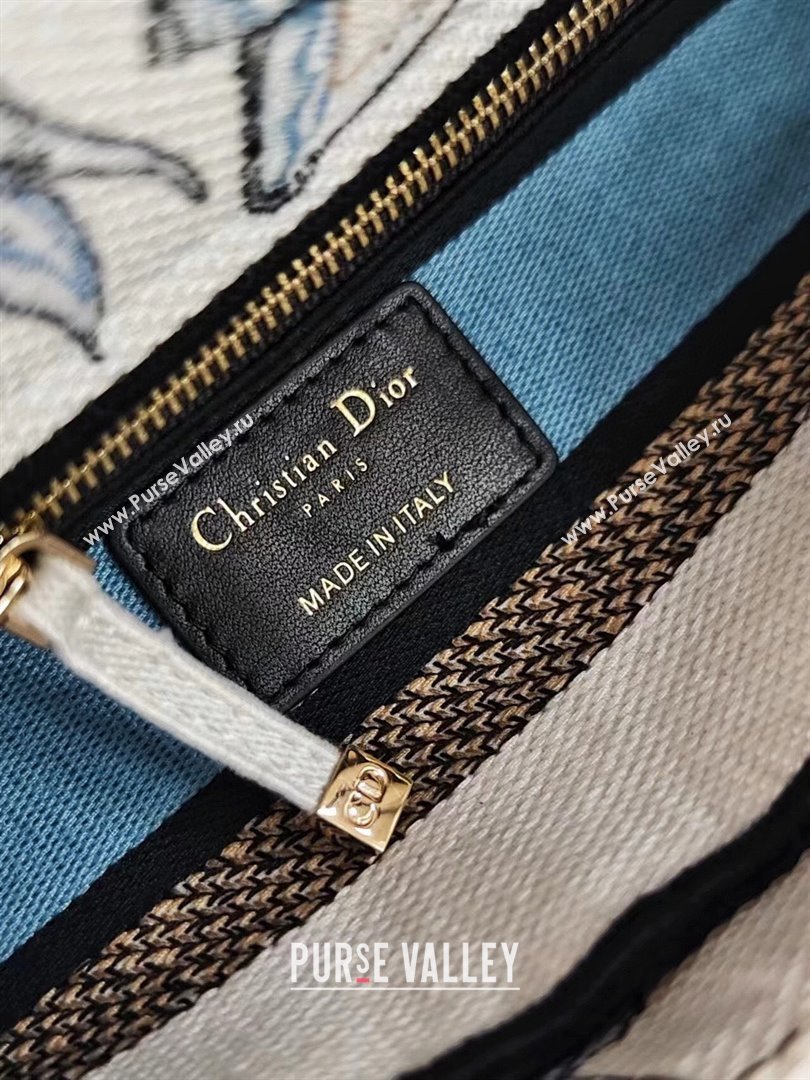 Christian Dior
PARIS
MADE IN ITALY
www.PurseValley.ru
www.PurseValley.ru
CD
PURSE VALLEY